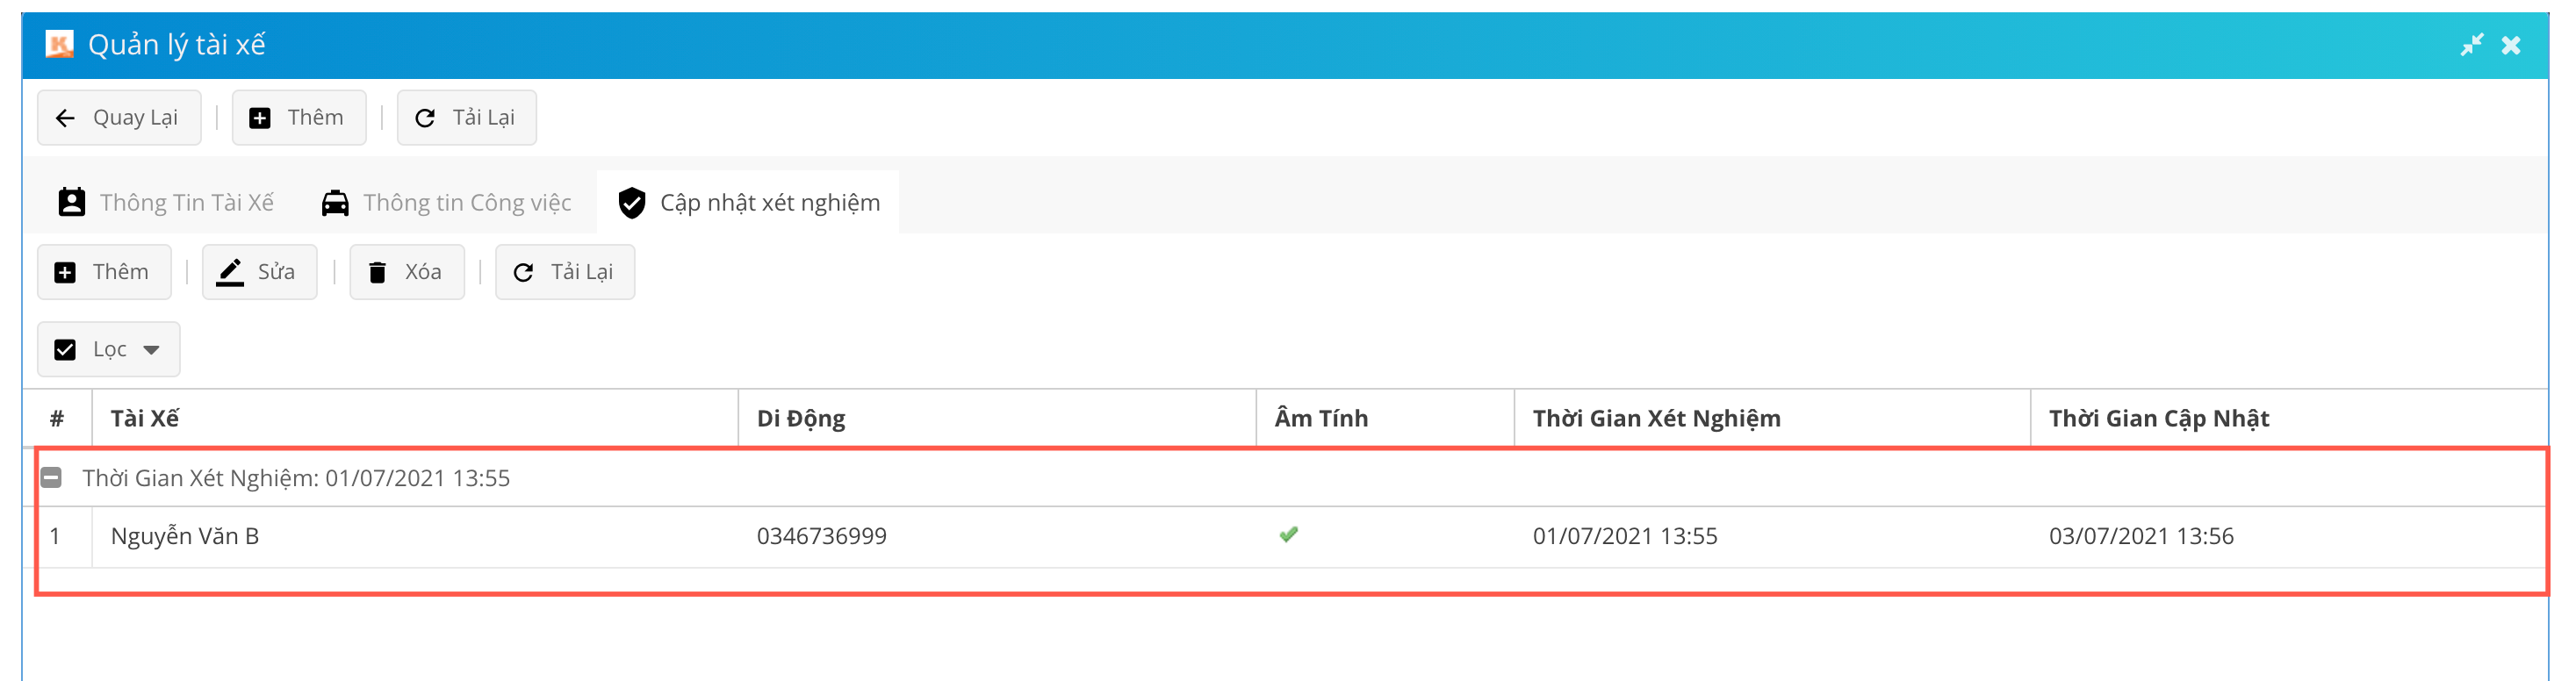 Quản lý tài xế
Quay Lại Thêm Tải Lại
Thông Tin Tài Xế Thông tin Công việc Cập nhật xét nghiệm
Thêm Sửa Xóa Tải Lại
Lọc
# Tài Xế Di Động Âm Tính Thời Gian Xét Nghiệm Thời Gian Cập Nhật
Thời Gian Xét Nghiệm: 01/07/2021 13:55
1 Nguyễn Văn B 0346736999 01/07/2021 13:55 03/07/2021 13:56